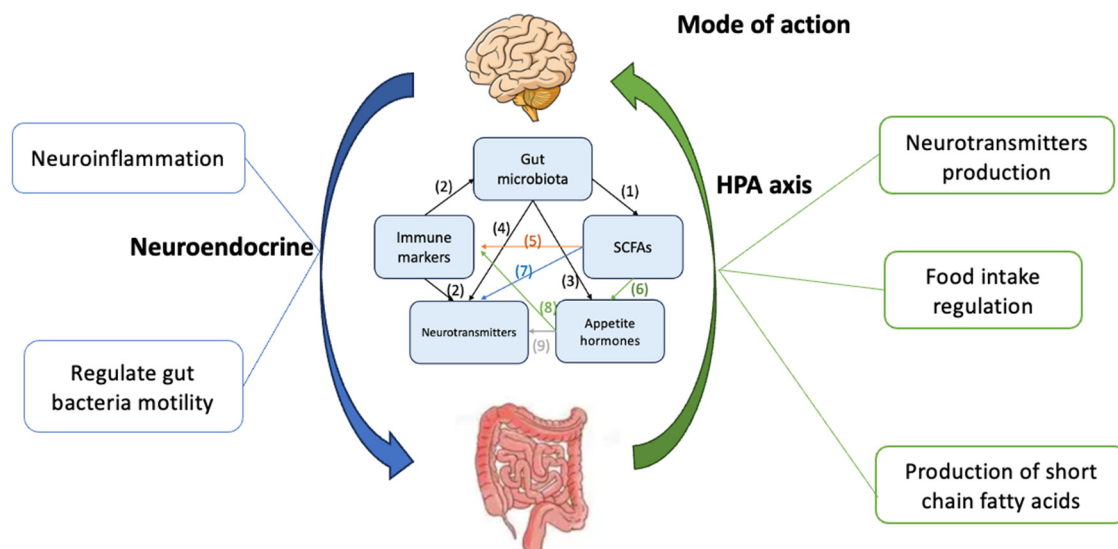 Mode of action
Neuroinflammation
Neuroendocrine
Regulate gut
bacteria motility
Gut
microbiota
(2)
(1)
(4)
Immune
markers
(5)
SCFAs
(7)
(2)
(3)
(6)
(8)
Neurotransmitters
(9)
Appetite
hormones
HPA axis
Neurotransmitters
production
Food intake
regulation
Production of short
chain fatty acids